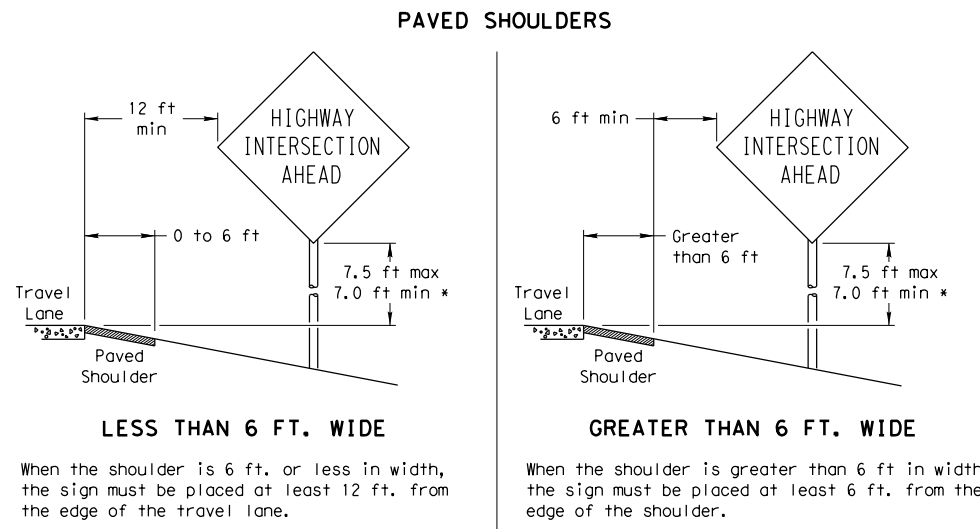 PAVED SHOULDERS
12 ft
min
HIGHWAY
INTERSECTION
AHEAD
0 to 6 ft
7.5 ft max
7.0 ft min *
Travel
Lane
Paved
Shoulder
LESS THAN 6 FT. WIDE
When the shoulder is 6 ft. or less in width,
the sign must be placed at least 12 ft. from
the edge of the travel lane.
6 ft min
HIGHWAY
INTERSECTION
AHEAD
Greater
than 6 ft
7.5 ft max
7.0 ft min *
Travel
Lane
Paved
Shoulder
GREATER THAN 6 FT. WIDE
When the shoulder is greater than 6 ft in width
the sign must be placed at least 6 ft. from the
edge of the shoulder.